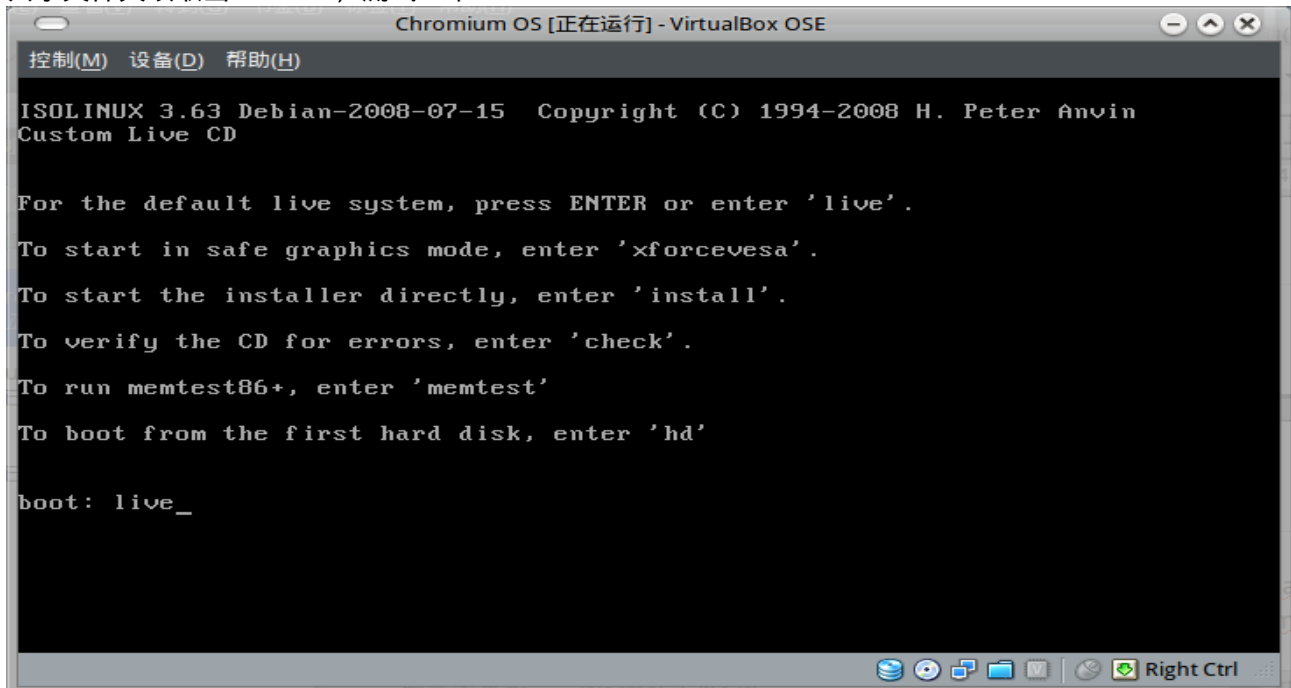 Chromium OS [正在运行] - VirtualBox OSE
控制(M) 设备(D) 帮助(H)
ISOLINUX 3.63 Debian-2008-07-15  Copyright (C) 1994-2008 H. Peter Anvin
Custom Live CD
For the default live system, press ENTER or enter 'live'.
To start in safe graphics mode, enter 'xforcevesa'.
To start the installer directly, enter 'install'.
To verify the CD for errors, enter 'check'.
To run memtest86+, enter 'memtest'
To boot from the first hard disk, enter 'hd'
boot: live_
Right Ctrl